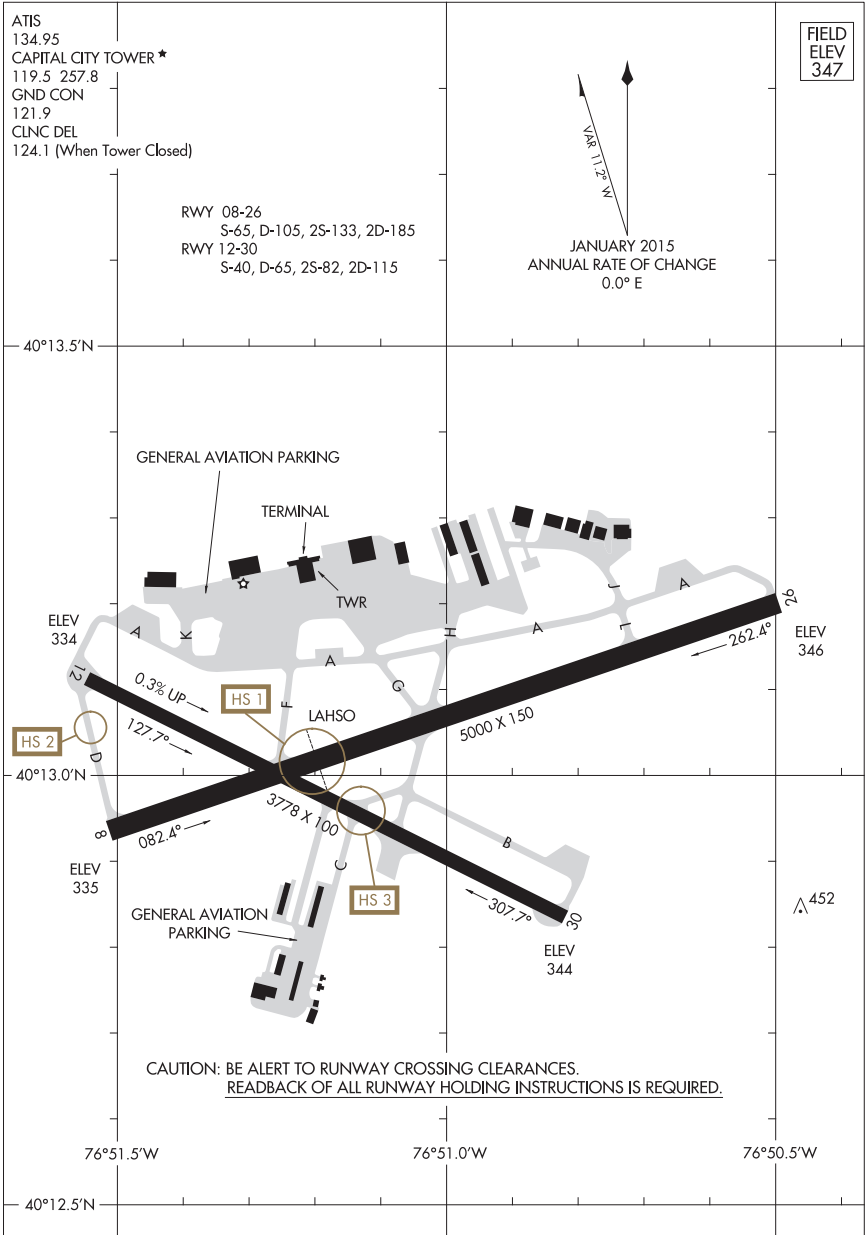 ATIS
134.95
CAPITAL CITY TOWER★
119.5 257.8
GND CON
121.9
CLNC DEL
124.1 (When Tower Closed)
FIELD
ELEV
347
VAR 11.2° W
JANUARY 2015
ANNUAL RATE OF CHANGE
0.0° E
RWY 08-26
S-65, D-105, 2S-133, 2D-185
RWY 12-30
S-40, D-65, 2S-82, 2D-115
40°13.5'N
GENERAL AVIATION PARKING
TERMINAL
TWR
J
A
26
ELEV
334
A
K
H
A
L
ELEV
346
262.4°
A
12
0.3% UP
F
G
HS 1
LAHSO
5000 X 150
127.7°
HS 2
D
40°13.0'N
3778 X 100
8
082.4°
B
C
ELEV
335
HS 3
307.7°
30
452
GENERAL AVIATION
PARKING
ELEV
344
CAUTION: BE ALERT TO RUNWAY CROSSING CLEARANCES.
READBACK OF ALL RUNWAY HOLDING INSTRUCTIONS IS REQUIRED.
76°51.5'W
76°51.0'W
76°50.5'W
40°12.5'N